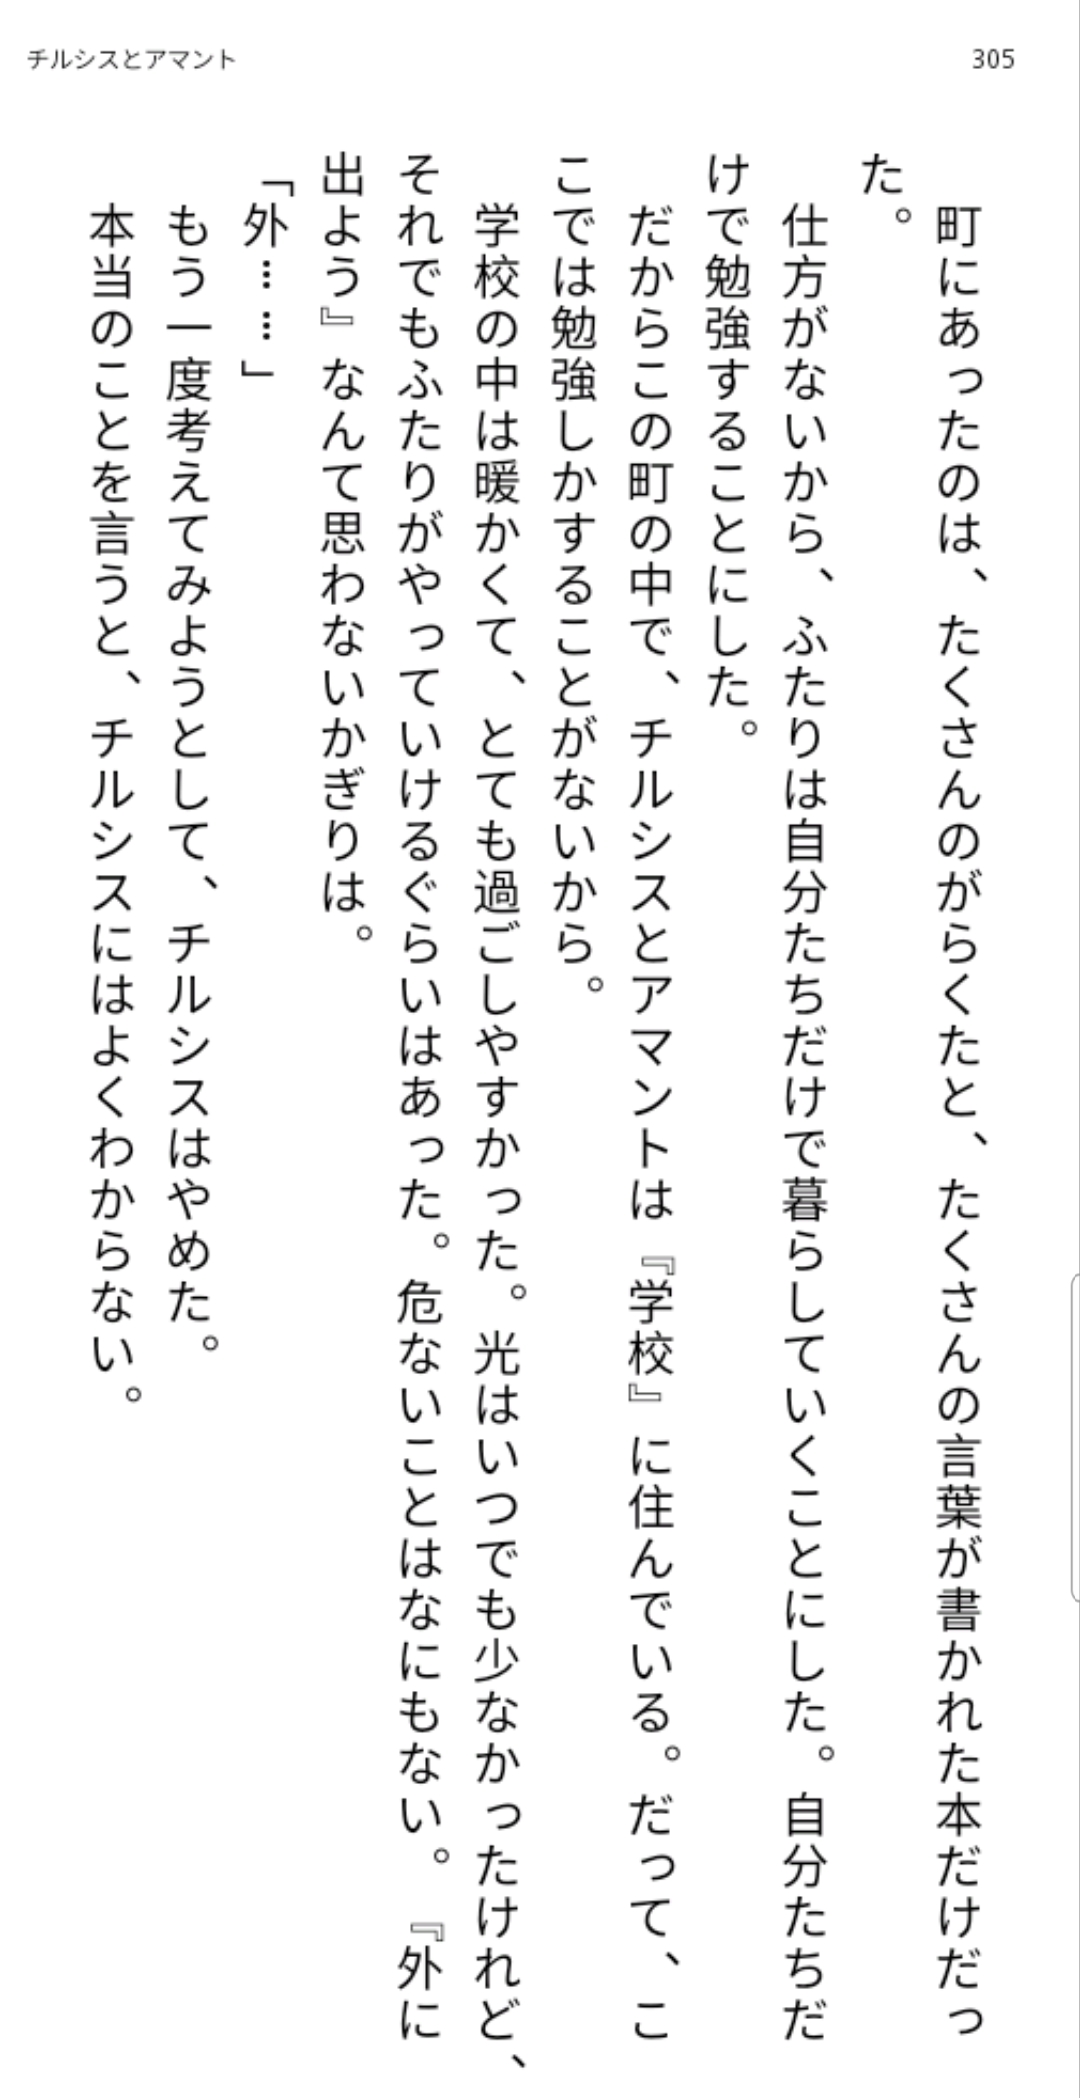 チルシスとアマント
305
町にあったのは、たくさんのがらくたと、たくさんの言葉が書かれた本だけだっ
た。
仕方がないから、ふたりは自分たちだけで暮らしていくことにした。自分たちだ
けで勉強することにした。
だからこの町の中で、チルシスとアマントは『学校』に住んでいる。だって、こ
こでは勉強しかすることがないから。
学校の中は暖かくて、とても過ごしやすかった。光はいつでも少なかったけれど、
それでもふたりがやっていけるぐらいはあった。危ないことはなにもない。『外に
出よう』なんて思わないかぎりは。
「外……」
もう一度考えてみようとして、チルシスはやめた。
本当のことを言うと、チルシスにはよくわからない。